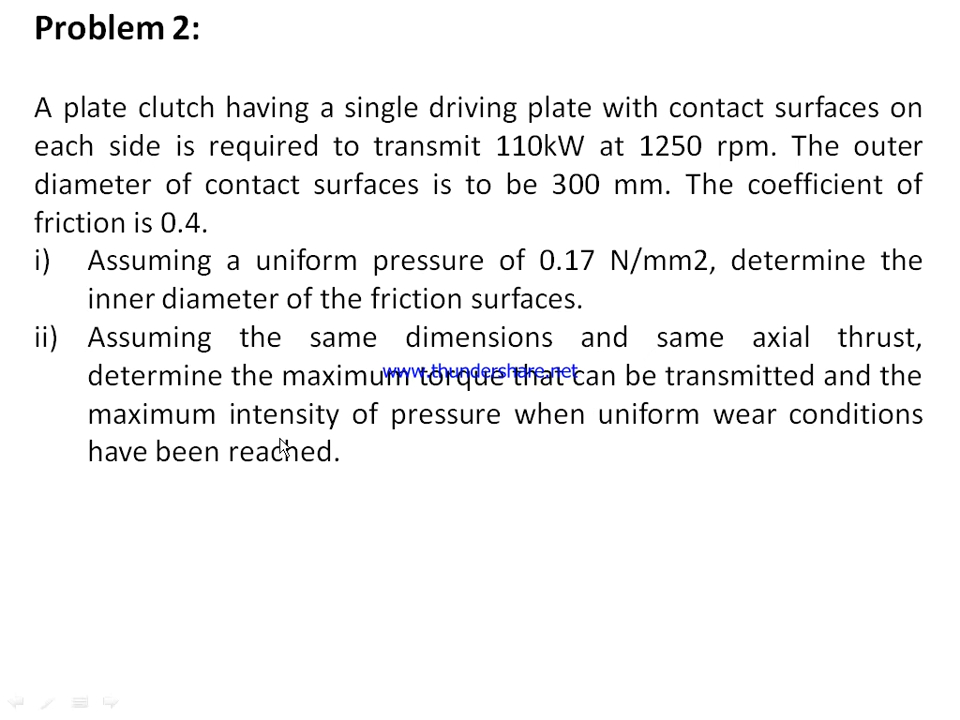 Problem 2:
A plate clutch having a single driving plate with contact surfaces on
each side is required to transmit 110kW at 1250 rpm. The outer
diameter of contact surfaces is to be 300 mm. The coefficient of
friction is 0.4.
i) Assuming a uniform pressure of 0.17 N/mm2, determine the
inner diameter of the friction surfaces.
ii) Assuming the same dimensions and same axial thrust,
determine the maximum torque that can be transmitted and the
www.thundershare.net
maximum intensity of pressure when uniform wear conditions
have been reached.